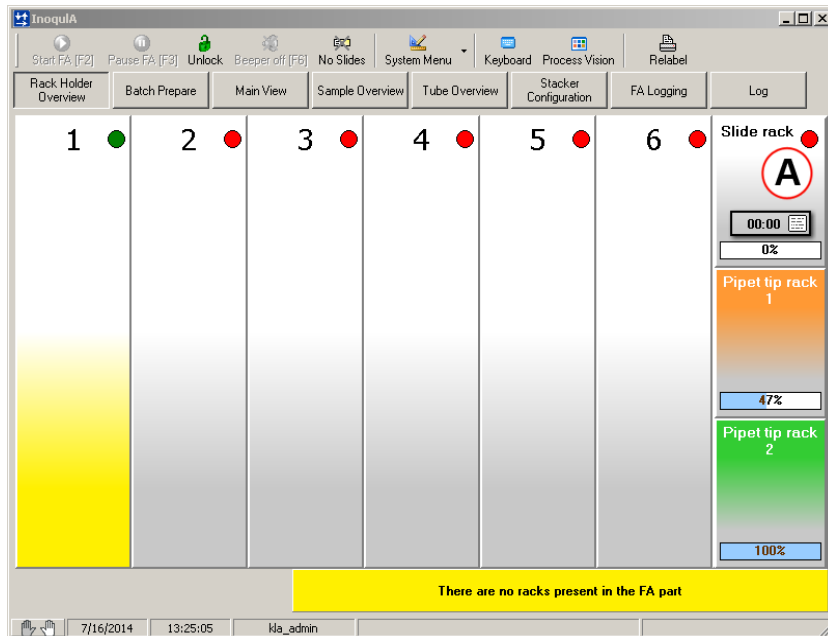 InoqulA
Start FA [F2] Pause FA [F3] Unlock Beeper off [F6] No Slides System Menu Keyboard Process Vision Relabel
Rack Holder Overview Batch Prepare Main View Sample Overview Tube Overview Stacker Configuration FA Logging Log
1 2 3 4 5 6
Slide rack
A
00:00
0%
Pipet tip rack
1
47%
Pipet tip rack
2
100%
There are no racks present in the FA part
7/16/2014 13:25:05 kla_admin